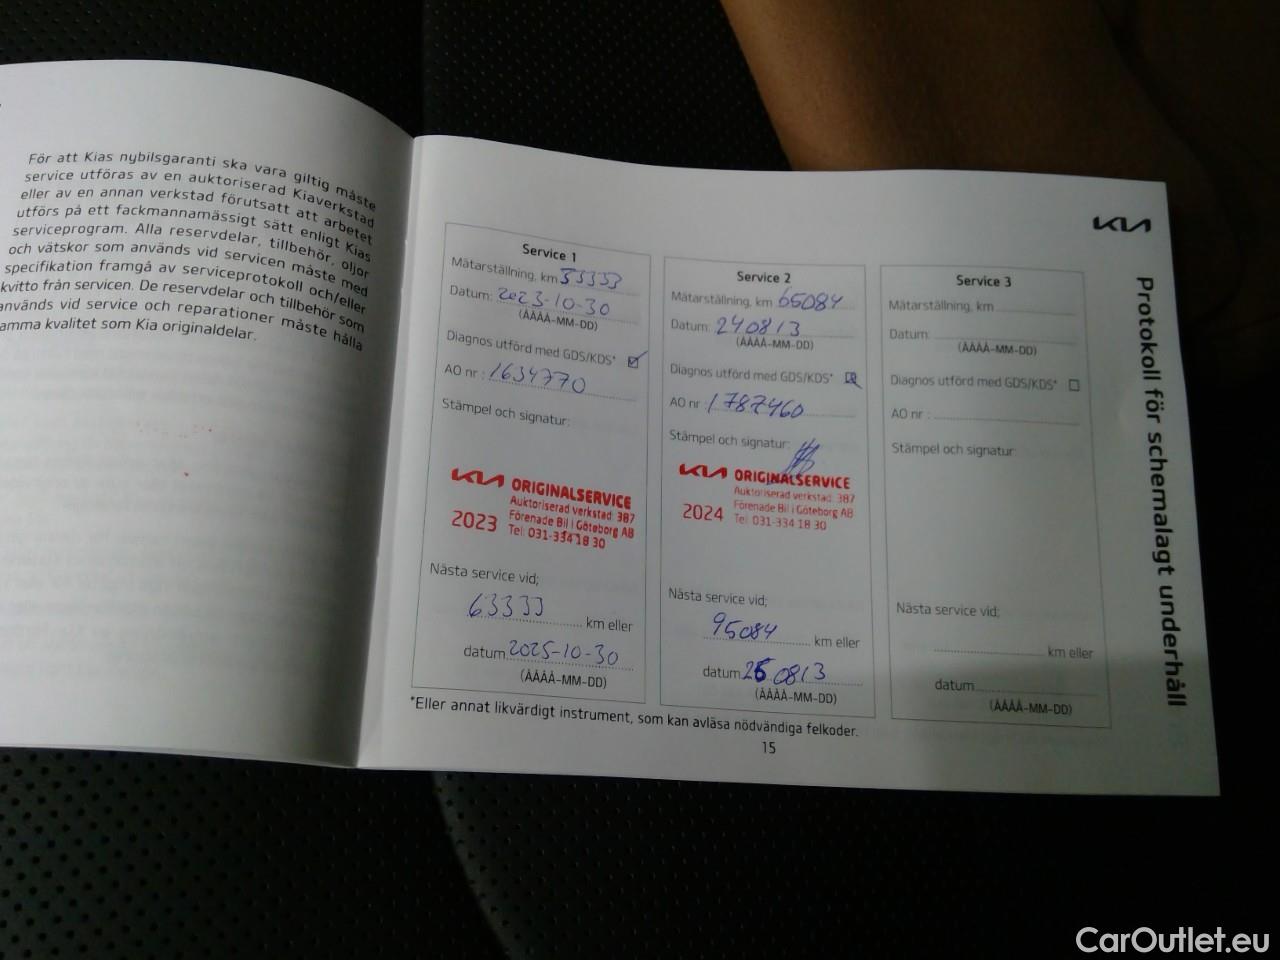 För att Kias nybilsgaranti ska vara giltig måste
service utföras av en auktoriserad Kiaverkstad
eller av en annan verkstad förutsatt att arbetet
utförs på ett fackmannamässigt sätt enligt Kias
serviceprogram. Alla reservdelar, tillbehör, oljor
och vätskor som används vid servicen måste med
specifikation framgå av serviceprotokoll och/eller
kvitto från servicen. De reservdelar och tillbehör som
används vid service och reparationer måste hålla
amma kvalitet som Kia originaldelar.
KIA
Protokoll för schemalagt underhåll
Service 1
Mätarställning, km 33333
Datum: 2023-10-30
(ÅÅÅÅ-MM-DD)
Diagnos utförd med GDS/KDS*
AO nr : 1634770
Stämpel och signatur:
KIA ORIGINALSERVICE
Auktoriserad verkstad: 387
2023 Förenade Bil i Göteborg AB
Tel: 031-334 18 30
Nästa service vid;
63333 km eller
datum 2025-10-30
(ÅÅÅÅ-MM-DD)
Service 2
Mätarställning, km 65084
Datum: 240813
(ÅÅÅÅ-MM-DD)
Diagnos utförd med GDS/KDS*
AO nr : 1787460
Stämpel och signatur:
KIA ORIGINALSERVICE
Auktoriserad verkstad: 387
2024 Förenade Bil i Göteborg AB
Tel: 031-334 18 30
Nästa service vid;
95084 km eller
datum 260813
(ÅÅÅÅ-MM-DD)
Service 3
Mätarställning, km
Datum:
(ÅÅÅÅ-MM-DD)
Diagnos utförd med GDS/KDS*
AO nr :
Stämpel och signatur:
Nästa service vid;
km eller
datum
(ÅÅÅÅ-MM-DD)
*Eller annat likvärdigt instrument, som kan avläsa nödvändiga felkoder.
15
CarOutlet.eu